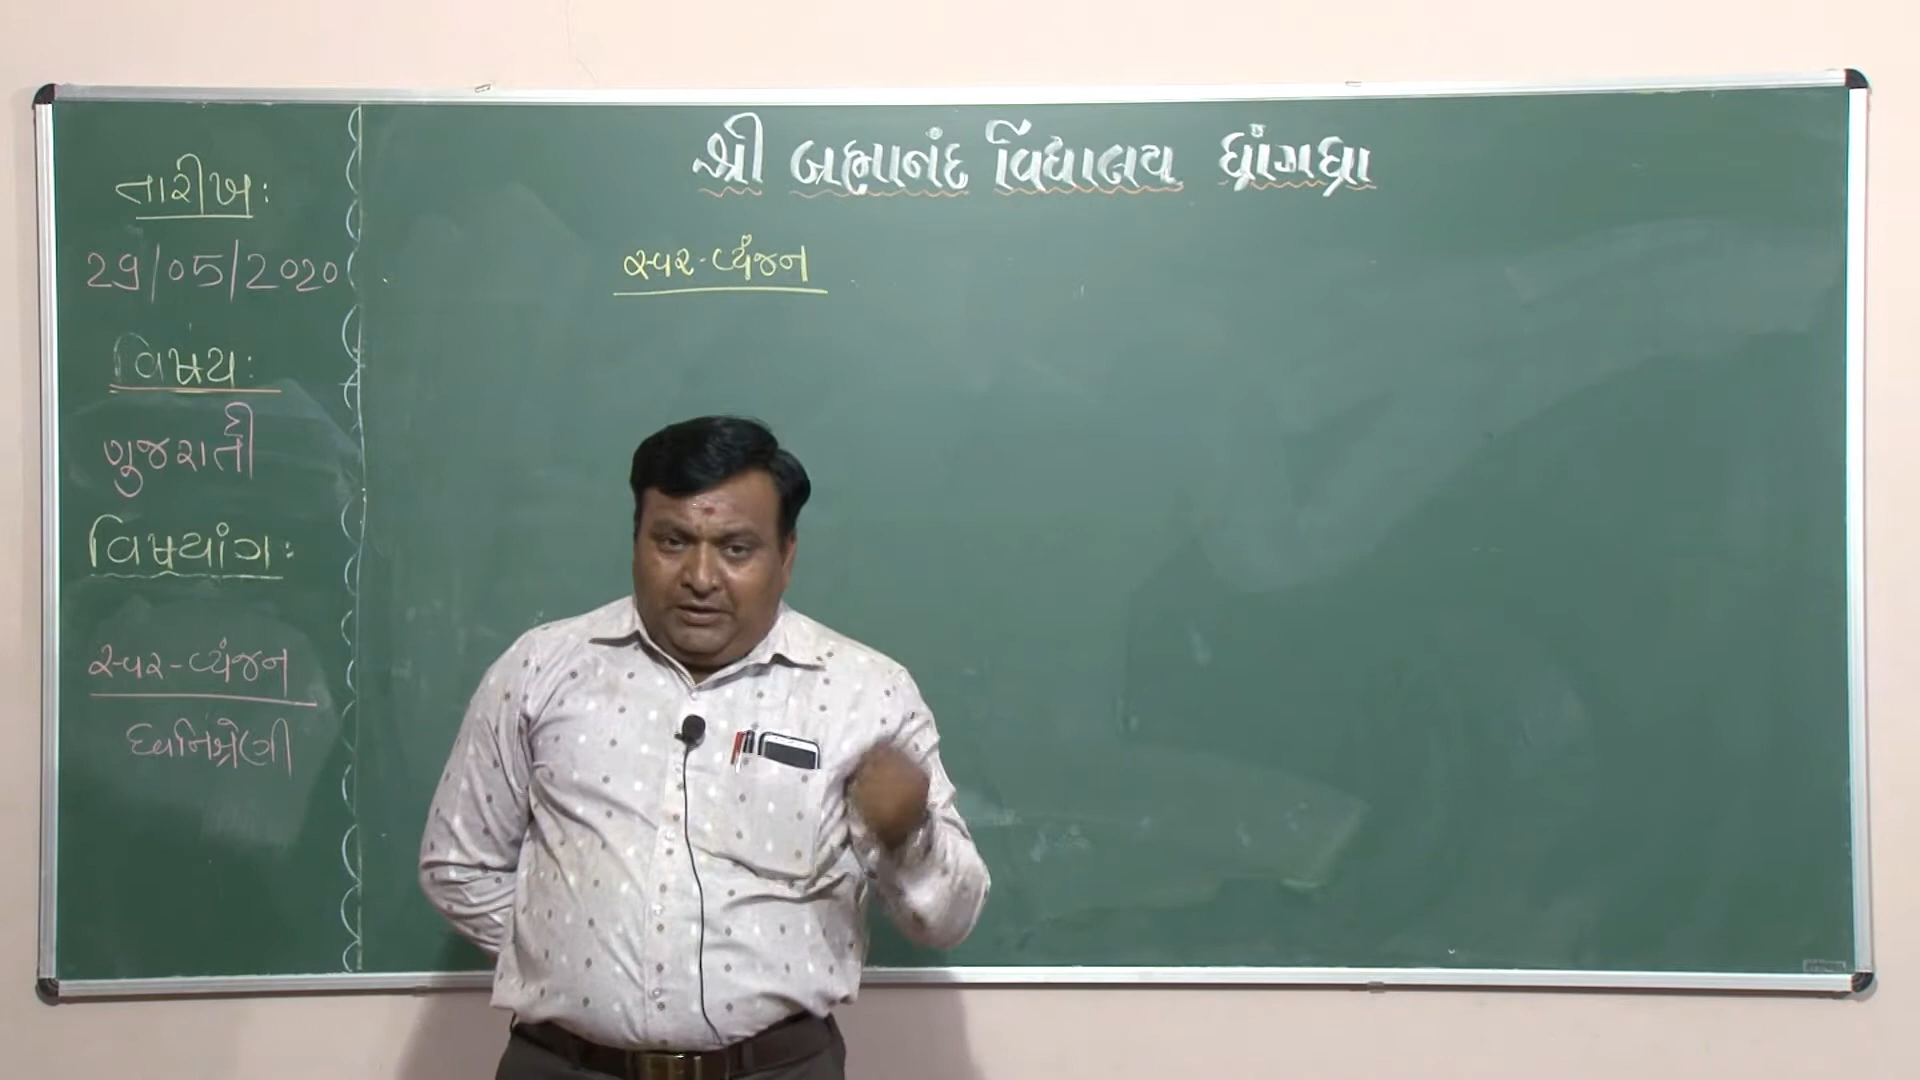 શ્રી બ્રહ્માનંદ વિદ્યાલય ધ્રાંગધ્રા
સ્વર-વ્યંજન
તારીખ:
29/05/2020
વિષય:
ગુજરાતી
વિષયાંગ:
સ્વર-વ્યંજન
ધ્વનિશ્રેણી